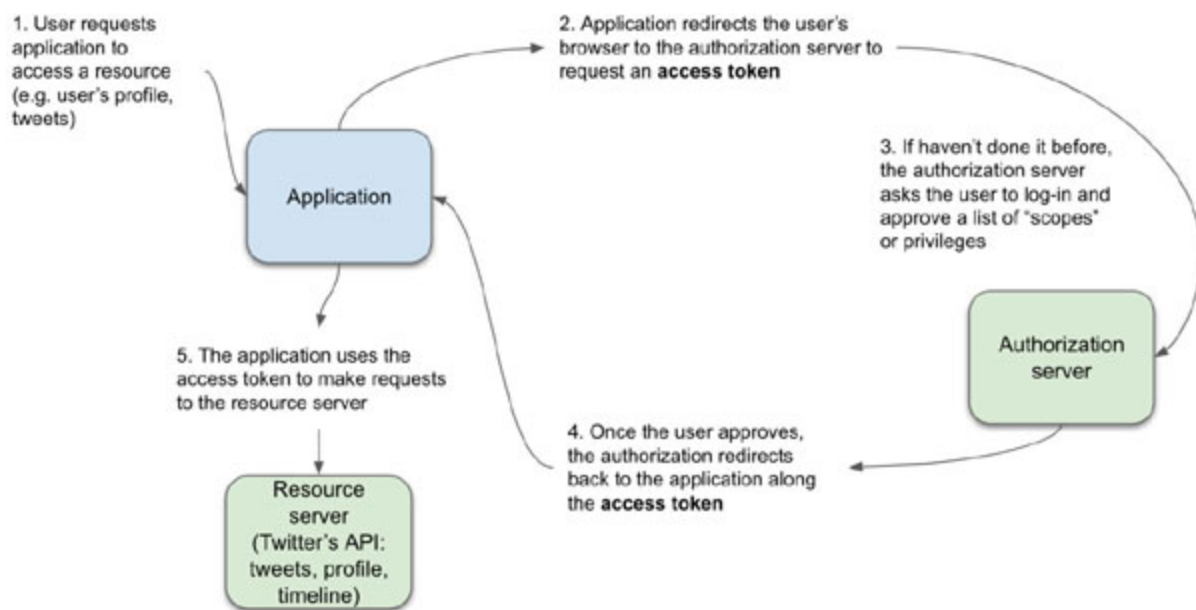 1. User requests
application to
access a resource
(e.g. user's profile,
tweets)
2. Application redirects the user's
browser to the authorization server to
request an access token
3. If haven't done it before,
the authorization server
asks the user to log-in and
approve a list of "scopes"
or privileges
Application
Authorization
server
5. The application uses the
access token to make requests
to the resource server
4. Once the user approves,
the authorization redirects
back to the application along
the access token
Resource
server
(Twitter's API:
tweets, profile,
timeline)